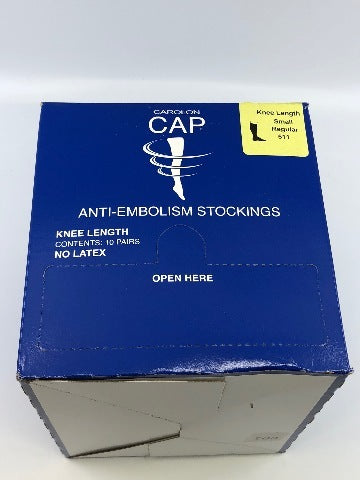 CAROLON
CAP
Knee Length
Small
Regular
511
ANTI-EMBOLISM STOCKINGS
KNEE LENGTH
CONTENTS: 10 PAIRS
NO LATEX
OPEN HERE